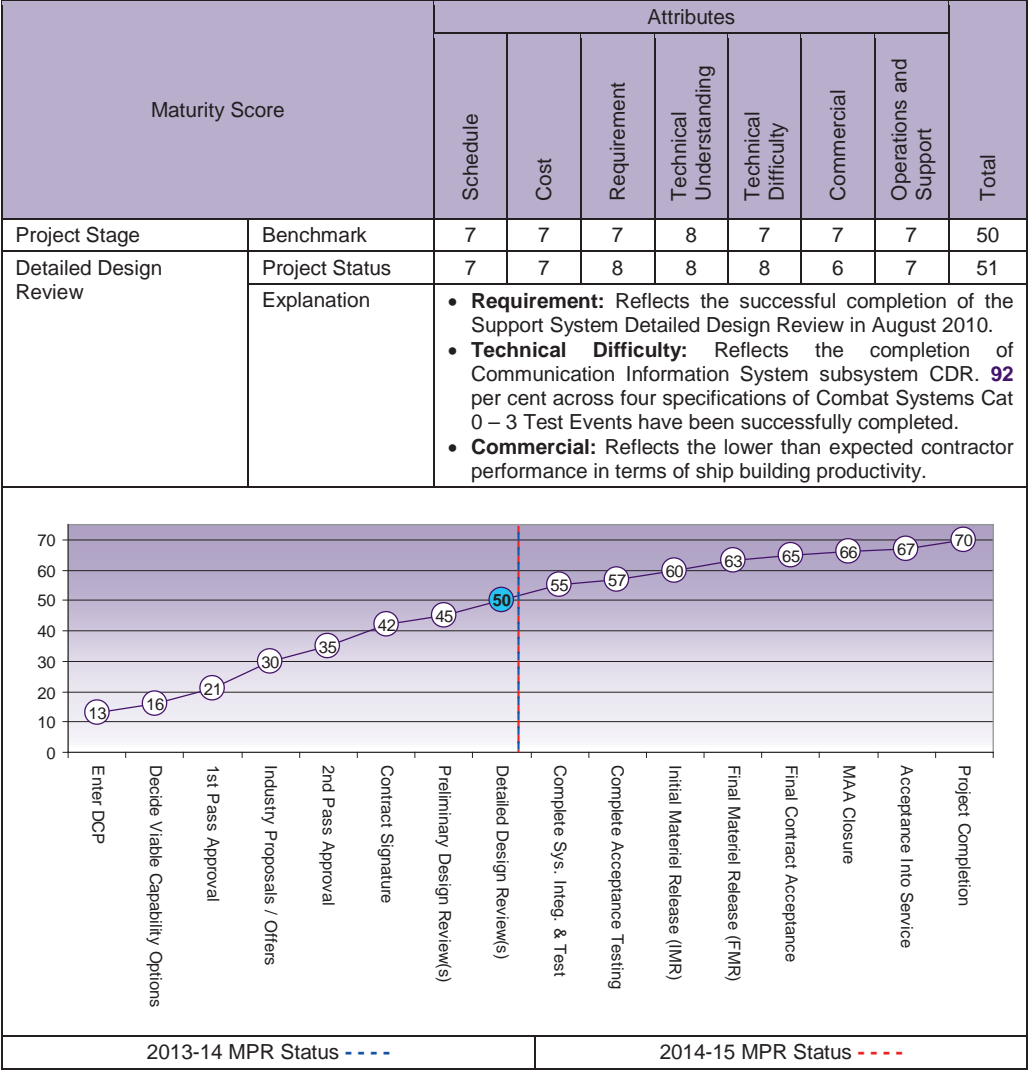 Maturity Score
Attributes
Schedule
Cost
Requirement
Technical
Understanding
Technical
Difficulty
Commercial
Operations and
Support
Total
Project Stage Benchmark 7 7 7 8 7 7 7 50
Detailed Design
Review
Project Status 7 7 8 8 8 6 7 51
Explanation
• Requirement: Reflects the successful completion of the
Support System Detailed Design Review in August 2010.
• Technical Difficulty: Reflects the completion of
Communication Information System subsystem CDR. 92
per cent across four specifications of Combat Systems Cat
0 – 3 Test Events have been successfully completed.
• Commercial: Reflects the lower than expected contractor
performance in terms of ship building productivity.
70
60
50
40
30
20
10
0
13
16
21
30
35
42
45
50
55
57
60
63
65
66
67
70
Enter DCP
Decide Viable Capability Options
1st Pass Approval
Industry Proposals / Offers
2nd Pass Approval
Contract Signature
Preliminary Design Review(s)
Detailed Design Review(s)
Complete Sys. Integ. & Test
Complete Acceptance Testing
Initial Materiel Release (IMR)
Final Materiel Release (FMR)
Final Contract Acceptance
MAA Closure
Acceptance Into Service
Project Completion
2013-14 MPR Status - - - -
2014-15 MPR Status - - - -